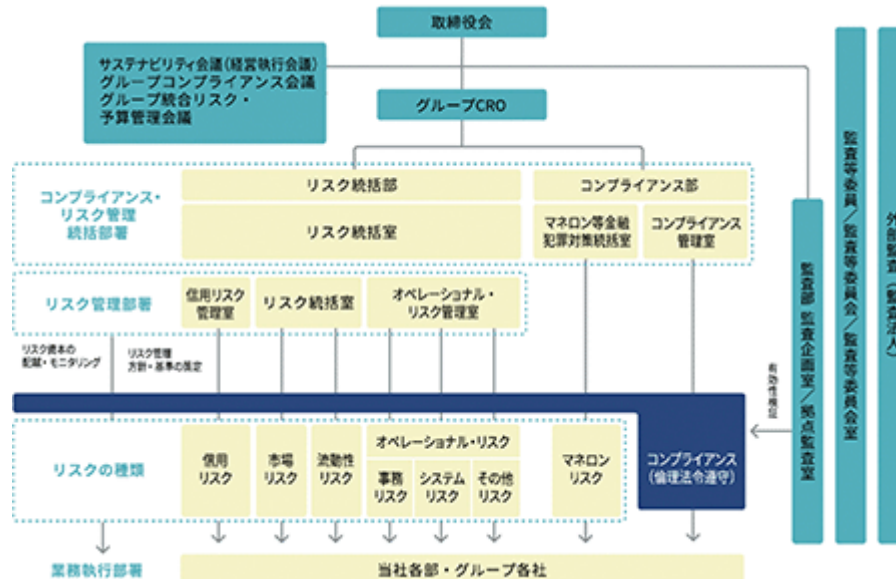 取締役会
サステナビリティ会議(経営執行会議)
グループコンプライアンス会議
グループ統合リスク・
予算管理会議
グループCRO
コンプライアンス・
リスク管理
統括部署
リスク統括部
コンプライアンス部
リスク統括室
マネロン等金融
犯罪対策統括室
コンプライアンス
管理室
リスク管理部署
信用リスク
管理室
リスク統括室
オペレーショナル・
リスク管理室
リスク資本の
配賦・モニタリング
リスク管理
方針・基準の策定
リスクの種類
信用
リスク
市場
リスク
流動性
リスク
オペレーショナル・リスク
事務
リスク
システム
リスク
その他
リスク
マネロン
リスク
コンプライアンス
(倫理法令遵守)
業務執行部署
当社各部・グループ各社
有効性検証
監査部 監査企画室/拠点監査室
監査等委員/監査等委員会/監査等委員会室
外部監査(監査法人)